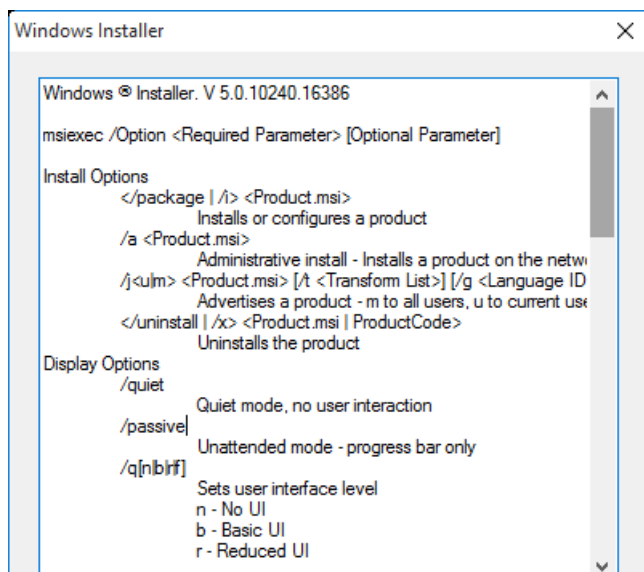 Windows Installer
Windows ® Installer. V 5.0.10240.16386
msiexec /Option <Required Parameter> [Optional Parameter]
Install Options
</package | /i> <Product.msi>
Installs or configures a product
/a <Product.msi>
Administrative install - Installs a product on the netw
/j<u|m> <Product.msi> [/t <Transform List>] [/g <Language ID
Advertises a product - m to all users, u to current use
</uninstall | /x> <Product.msi | ProductCode>
Uninstalls the product
Display Options
/quiet
Quiet mode, no user interaction
/passive
Unattended mode - progress bar only
/q[n|b|r|f]
Sets user interface level
n - No UI
b - Basic UI
r - Reduced UI